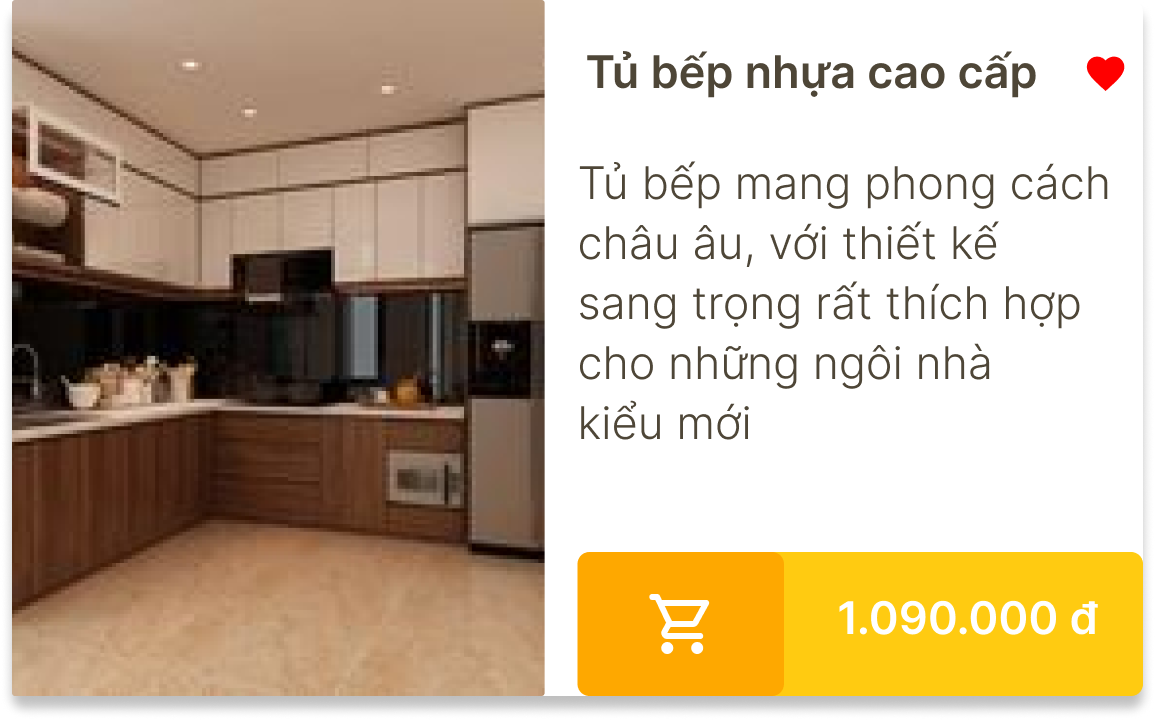 Tủ bếp nhựa cao cấp
Tủ bếp mang phong cách
châu âu, với thiết kế
sang trọng rất thích hợp
cho những ngôi nhà
kiểu mới
1.090.000 đ